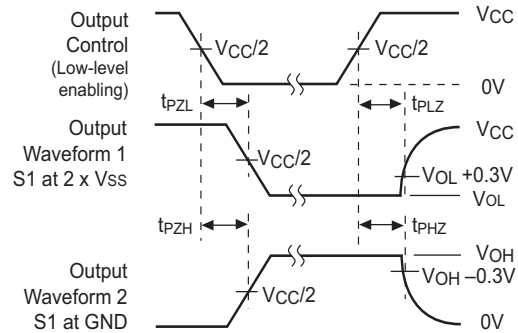 Output
Control
(Low-level
enabling)
VCC/2
VCC/2
VCC
0V
tPZL
tPLZ
Output
Waveform 1
S1 at 2 x VSS
VCC/2
VCC
VOL +0.3V
VOL
tPZH
tPHZ
Output
Waveform 2
S1 at GND
VCC/2
VOH
VOH –0.3V
0V